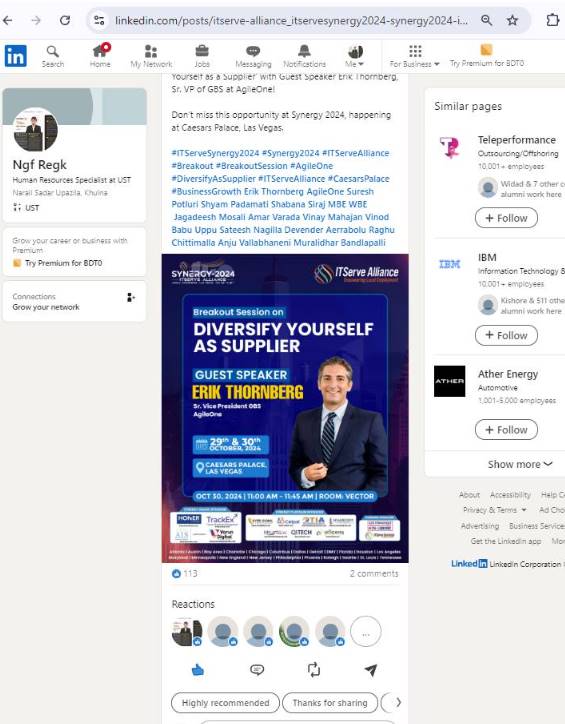 linkedin.com/posts/itserve-alliance_itservesynergy2024-synergy2024-i...
in
Search
Home
My Network
Jobs
Messaging
Notifications
Me
For Business
Try Premium for BDT0
Ngf Regk
Human Resources Specialist at UST
Narail Sadar Upazila, Khulna
UST
Grow your career or business with
Premium
Try Premium for BDT0
Connections
Grow your network
Yourself as a Supplier' with Guest Speaker Erik Thornberg,
Sr. VP of GBS at AgileOne!
Don't miss this opportunity at Synergy 2024, happening
at Caesars Palace, Las Vegas.
#ITServeSynergy2024 #Synergy2024 #ITServeAlliance
#Breakout #BreakoutSession #AgileOne
#DiversifyAsSupplier #ITServeAlliance #CaesarsPalace
#BusinessGrowth Erik Thornberg AgileOne Suresh
Potluri Shyam Padamati Shabana Siraj MBE WBE
Jagadeesh Mosali Amar Varada Vinay Mahajan Vinod
Babu Uppu Sateesh Nagilla Devender Aerrabolu Raghu
Chittimalla Anju Vallabhaneni Muralidhar Bandlapalli
SYNERGY-2024
ITSERVE ALLIANCE
ITServe Alliance
Empowering Local Employment
Breakout Session on
DIVERSIFY YOURSELF
AS SUPPLIER
GUEST SPEAKER
ERIK THORNBERG
Sr. Vice President GBS
AgileOne
29th & 30th
OCTOBER, 2024
CAESARS PALACE,
LAS VEGAS
OCT 30, 2024 | 11:00 AM - 11:45 AM | ROOM: VECTOR
TrackEx
AIS
Varun
Digital
QITECH
113
2 comments
Reactions
...
Highly recommended
Thanks for sharing
Similar pages
Teleperformance
Outsourcing/Offshoring
10,001+ employees
Widad & 7 other c
alumni work here
+ Follow
IBM
IBM
Information Technology &
10,001+ employees
Kishore & 511 othe
alumni work here
+ Follow
ATHER
Ather Energy
Automotive
1,001-5,000 employees
+ Follow
Show more
About Accessibility Help C
Privacy & Terms Ad Cho
Advertising Business Service
Get the LinkedIn app Mor
LinkedIn LinkedIn Corporation